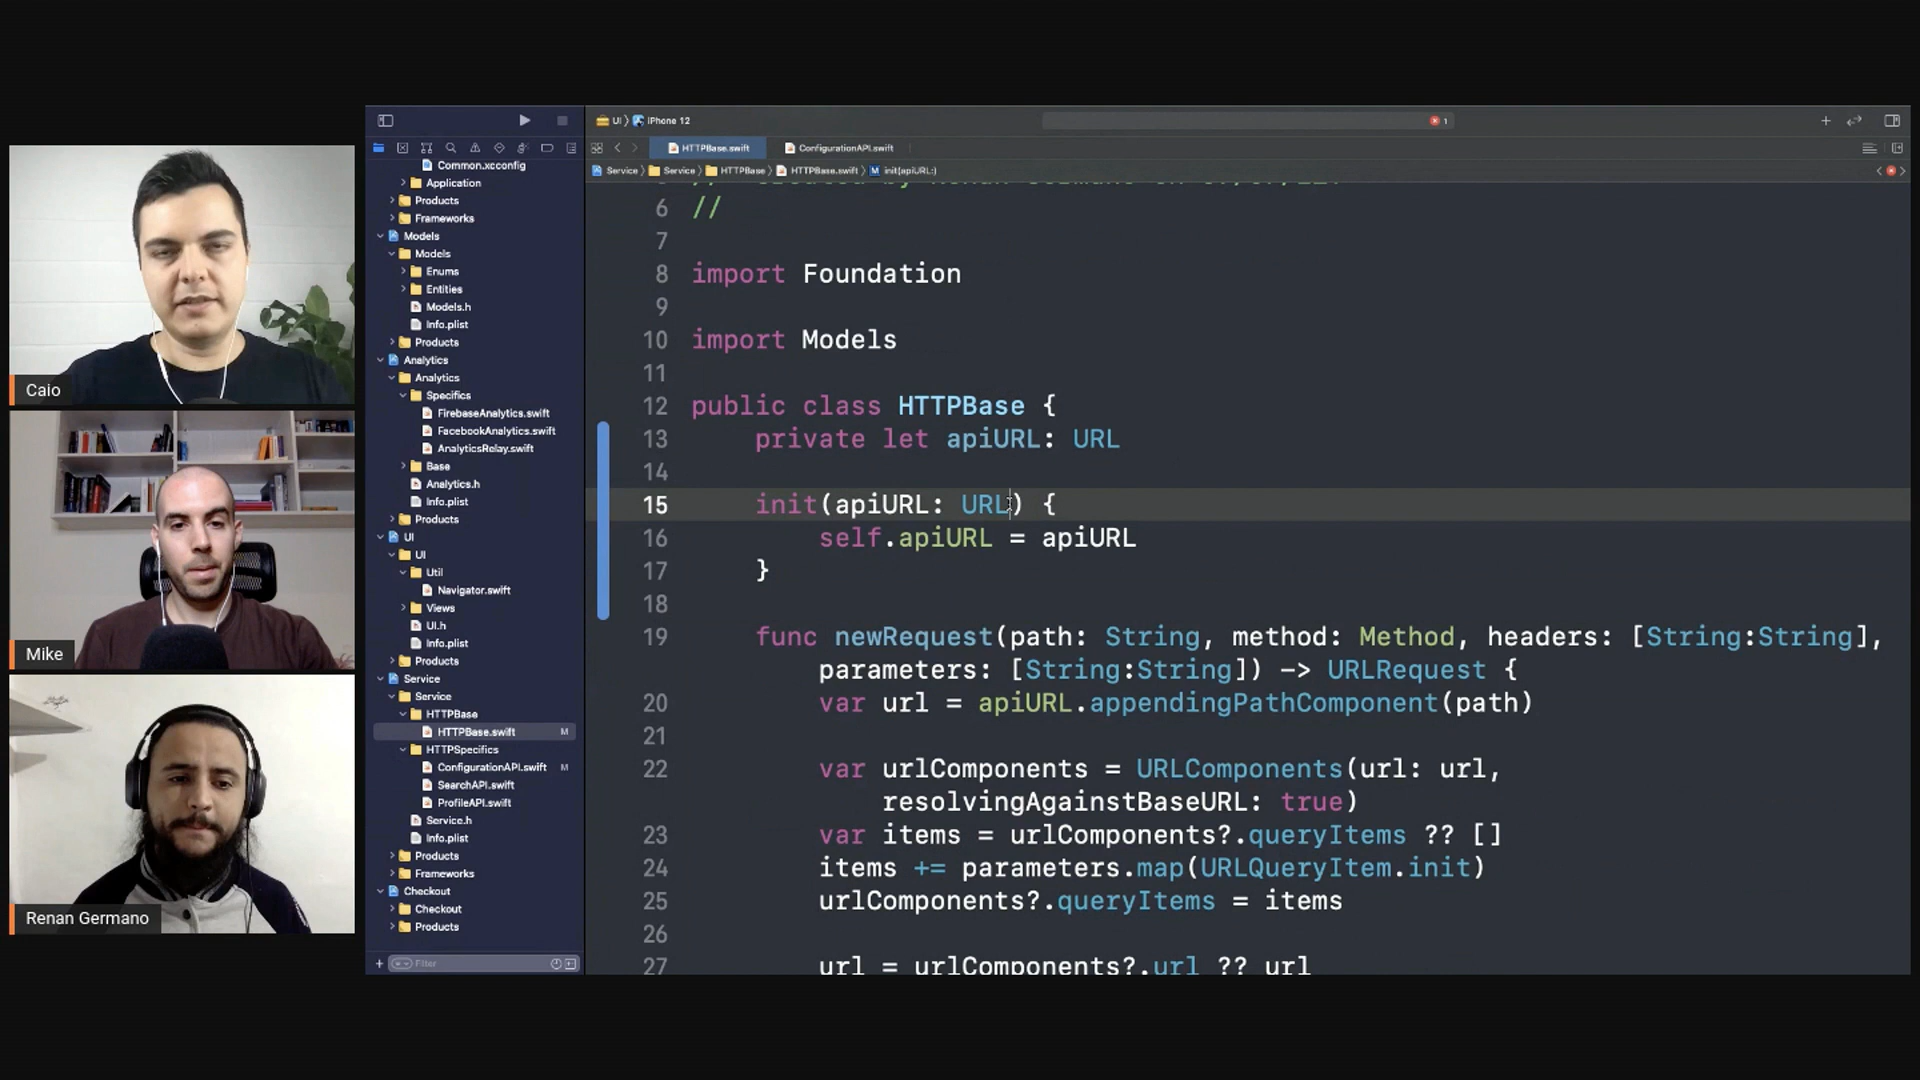 Caio
Mike
Renan Germano
Common.xcconfig
Application
Products
Frameworks
Models
Models
Enums
Entities
Models.h
Info.plist
Products
Analytics
Analytics
Specifics
FirebaseAnalytics.swift
FacebookAnalytics.swift
AnalyticsRelay.swift
Base
Analytics.h
Info.plist
Products
UI
UI
Util
Navigator.swift
Views
UI.h
Info.plist
Products
Service
Service
HTTPBase
HTTPBase.swift M
HTTPSpecifics
ConfigurationAPI.swift M
SearchAPI.swift
ProfileAPI.swift
Service.h
Info.plist
Products
Frameworks
Checkout
Checkout
Products
Filter
UI iPhone 12
1
HTTPBase.swift ConfigurationAPI.swift
Service Service HTTPBase HTTPBase.swift M init(apiURL:)
6 //
7
8 import Foundation
9
10 import Models
11
12 public class HTTPBase {
13 private let apiURL: URL
14
15 init(apiURL: URL) {
16 self.apiURL = apiURL
17 }
18
19 func newRequest(path: String, method: Method, headers: [String:String],
parameters: [String:String]) -> URLRequest {
20 var url = apiURL.appendingPathComponent(path)
21
22 var urlComponents = URLComponents(url: url,
resolvingAgainstBaseURL: true)
23 var items = urlComponents?.queryItems ?? []
24 items += parameters.map(URLQueryItem.init)
25 urlComponents?.queryItems = items
26
27 url = urlComponents?.url ?? url